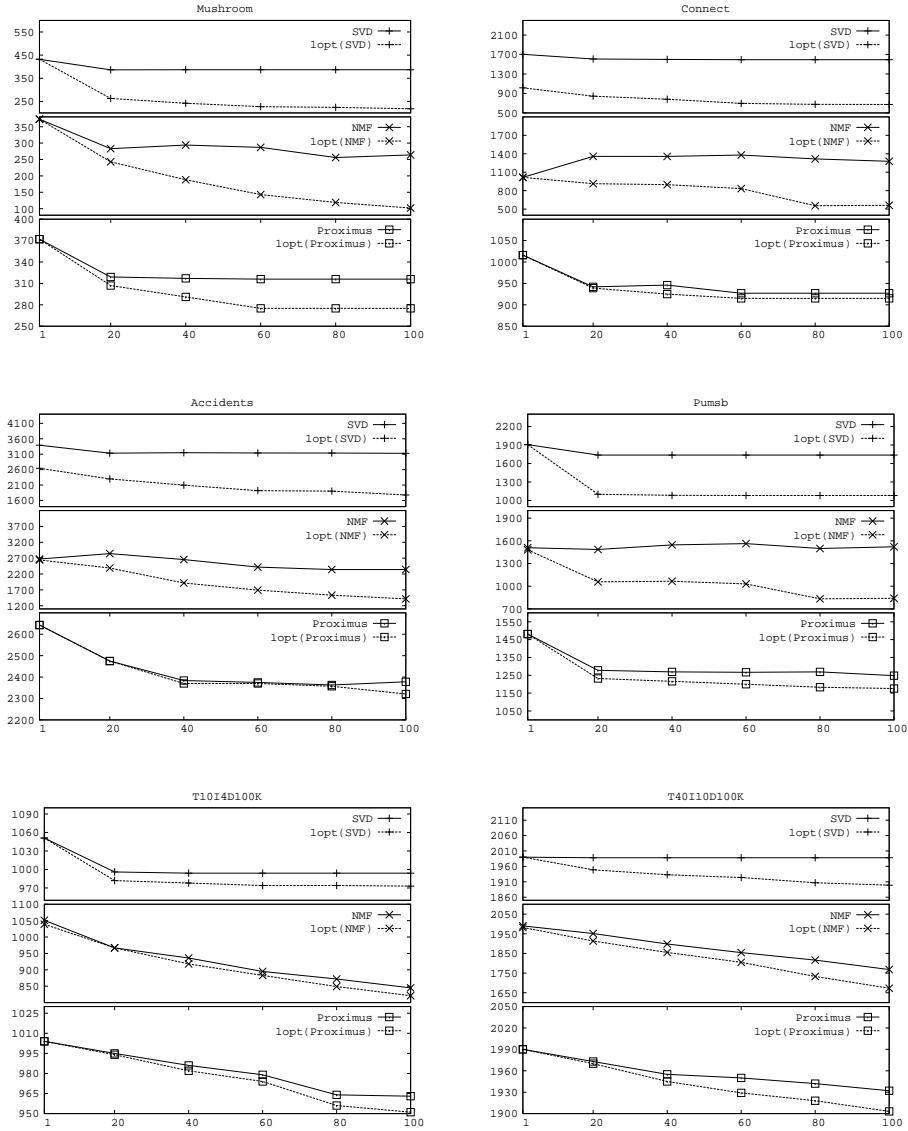 Mushroom
SVD
lopt(SVD)
550
450
350
250
NMF
lopt(NMF)
350
300
250
200
150
100
Proximus
lopt(Proximus)
400
370
340
310
280
250
1 20 40 60 80 100
Connect
SVD
lopt(SVD)
2100
1700
1300
900
500
NMF
lopt(NMF)
1700
1400
1100
800
500
Proximus
lopt(Proximus)
1050
1000
950
900
850
1 20 40 60 80 100
Accidents
SVD
lopt(SVD)
4100
3600
3100
2600
2100
1600
NMF
lopt(NMF)
3700
3200
2700
2200
1700
1200
Proximus
lopt(Proximus)
2600
2500
2400
2300
2200
1 20 40 60 80 100
Pumsb
SVD
lopt(SVD)
2200
1900
1600
1300
1000
NMF
lopt(NMF)
1900
1600
1300
1000
700
Proximus
lopt(Proximus)
1550
1450
1350
1250
1150
1050
1 20 40 60 80 100
T10I4D100K
SVD
lopt(SVD)
1090
1060
1030
1000
970
NMF
lopt(NMF)
1100
1050
1000
950
900
850
Proximus
lopt(Proximus)
1025
1010
995
980
965
950
1 20 40 60 80 100
T40I10D100K
SVD
lopt(SVD)
2110
2060
2010
1960
1910
1860
NMF
lopt(NMF)
2050
1950
1850
1750
1650
Proximus
lopt(Proximus)
2050
2020
1990
1960
1930
1900
1 20 40 60 80 100